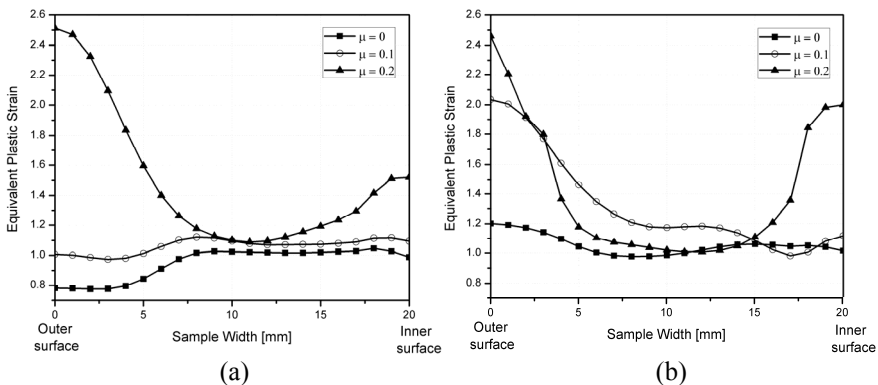 2.6
2.4
2.2
2.0
1.8
1.6
1.4
1.2
1.0
0.8
Equivalent Plastic Strain
μ = 0
μ = 0.1
μ = 0.2
0 5 10 15 20
Outer surface
Sample Width [mm]
Inner surface
(a)
2.6
2.4
2.2
2.0
1.8
1.6
1.4
1.2
1.0
0.8
Equivalent Plastic Strain
μ = 0
μ = 0.1
μ = 0.2
0 5 10 15 20
Outer surface
Sample Width [mm]
Inner surface
(b)